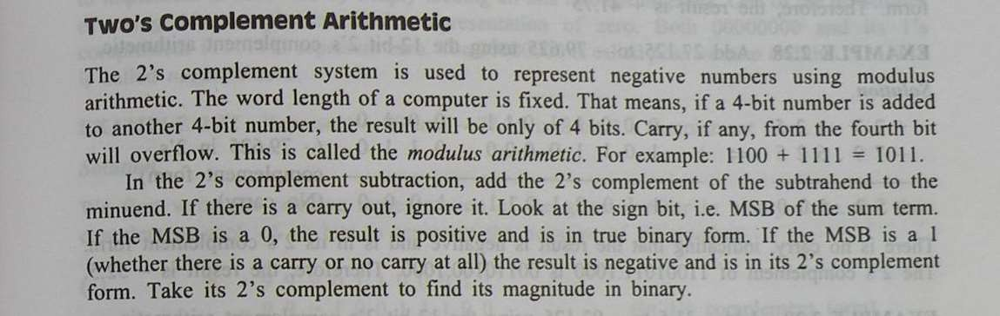 Two's Complement Arithmetic
The 2's complement system is used to represent negative numbers using modulus
arithmetic. The word length of a computer is fixed. That means, if a 4-bit number is added
to another 4-bit number, the result will be only of 4 bits. Carry, if any, from the fourth bit
will overflow. This is called the modulus arithmetic. For example: 1100 + 1111 = 1011.
In the 2's complement subtraction, add the 2's complement of the subtrahend to the
minuend. If there is a carry out, ignore it. Look at the sign bit, i.e. MSB of the sum term.
If the MSB is a 0, the result is positive and is in true binary form. If the MSB is a 1
(whether there is a carry or no carry at all) the result is negative and is in its 2's complement
form. Take its 2's complement to find its magnitude in binary.